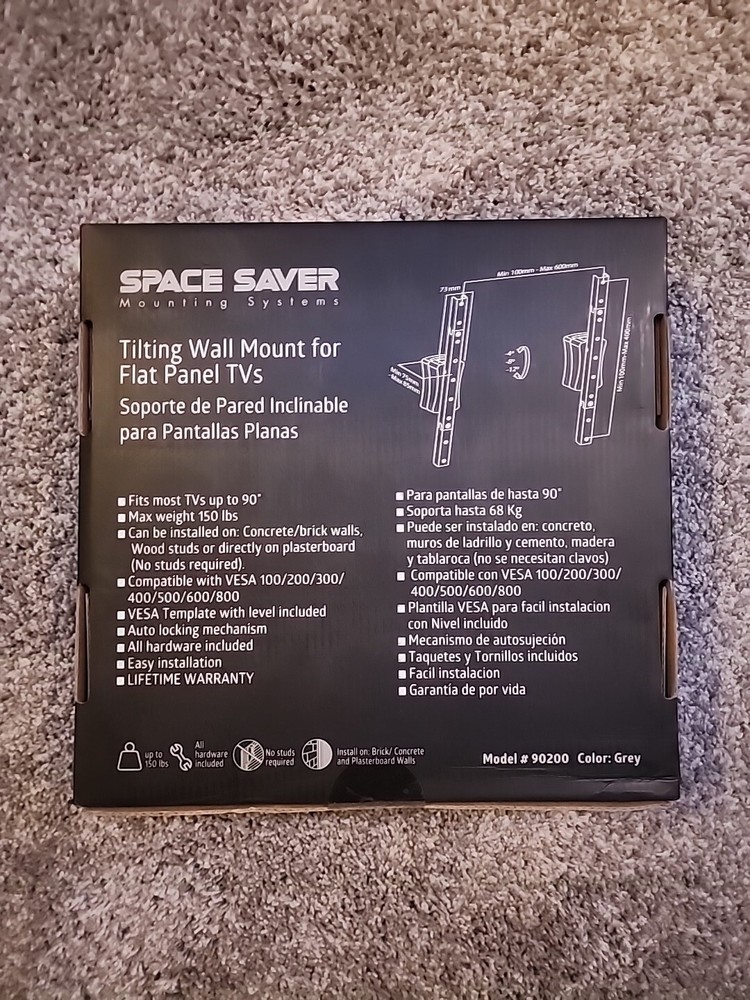 SPACE SAVER
Mounting Systems
Tilting Wall Mount for
Flat Panel TVs
Soporte de Pared Inclinable
para Pantallas Planas
73mm
Min 100mm - Max 600mm
Min 75mm
-Max 85mm
-4°
-8°
-12°
Min100mm-Max 400mm
Fits most TVs up to 90"
Max weight 150 lbs
Can be installed on: Concrete/brick walls,
Wood studs or directly on plasterboard
(No studs required).
Compatible with VESA 100/200/300/
400/500/600/800
VESA Template with level included
Auto locking mechanism
All hardware included
Easy installation
LIFETIME WARRANTY
Para pantallas de hasta 90"
Soporta hasta 68 Kg
Puede ser instalado en: concreto,
muros de ladrillo y cemento, madera
y tablaroca (no se necesitan clavos)
Compatible con VESA 100/200/300/
400/500/600/800
Plantilla VESA para facil instalacion
con Nivel incluido
Mecanismo de autosujeción
Taquetes y Tornillos incluidos
Facil instalacion
Garantía de por vida
up to
150 lbs
All
hardware
included
No studs
required
Install on: Brick/ Concrete
and Plasterboard Walls
Model # 90200 Color: Grey